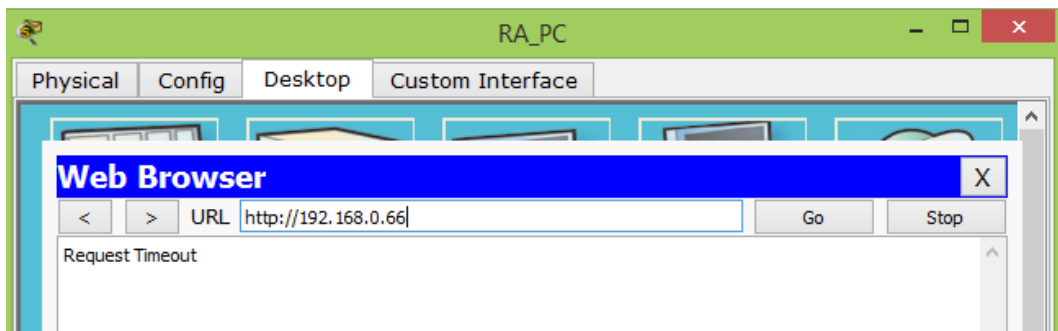 RA_PC
Physical Config Desktop Custom Interface
Web Browser X
< > URL http://192.168.0.66 Go Stop
Request Timeout